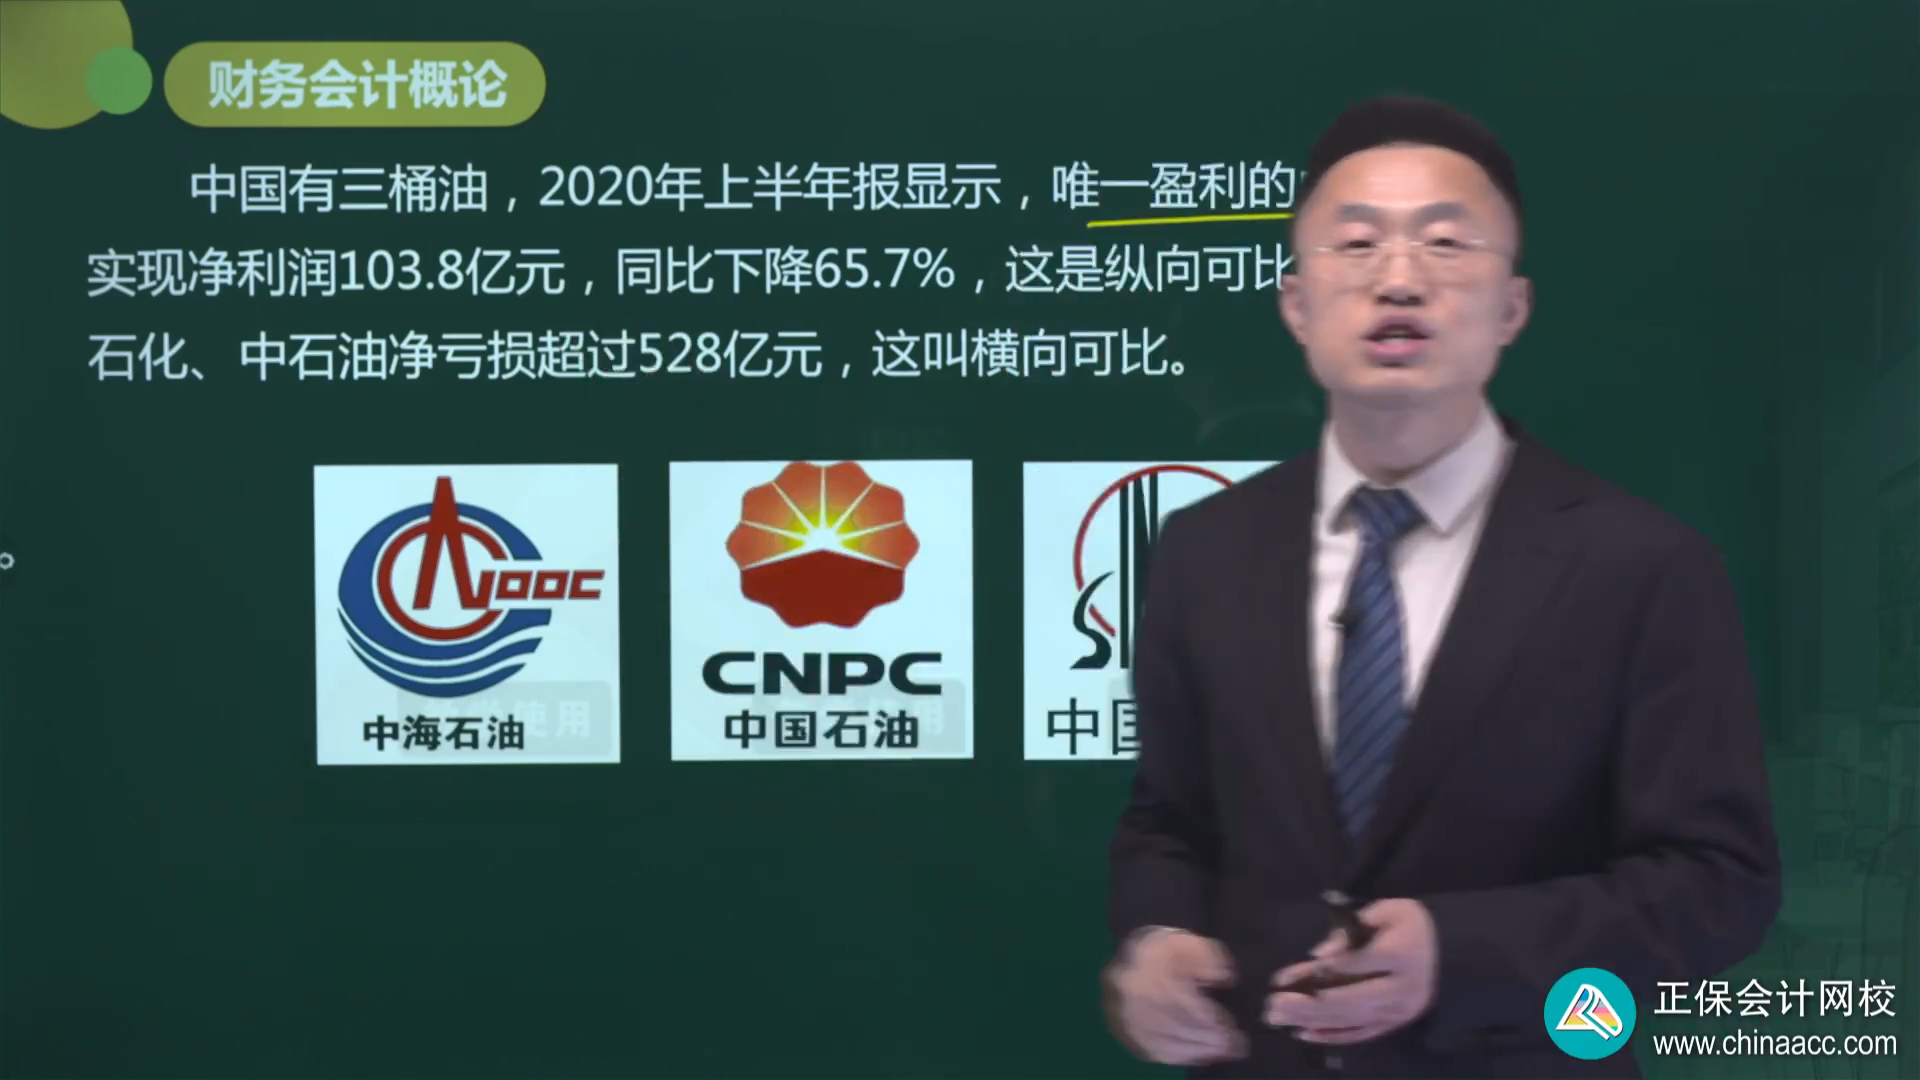 财务会计概论
中国有三桶油，2020年上半年报显示，唯一盈利的
实现净利润103.8亿元，同比下降65.7%，这是纵向可比
石化、中石油净亏损超过528亿元，这叫横向可比。
CNOOC
中海石油
CNPC
中国石油
中国
正保会计网校
www.chinaacc.com